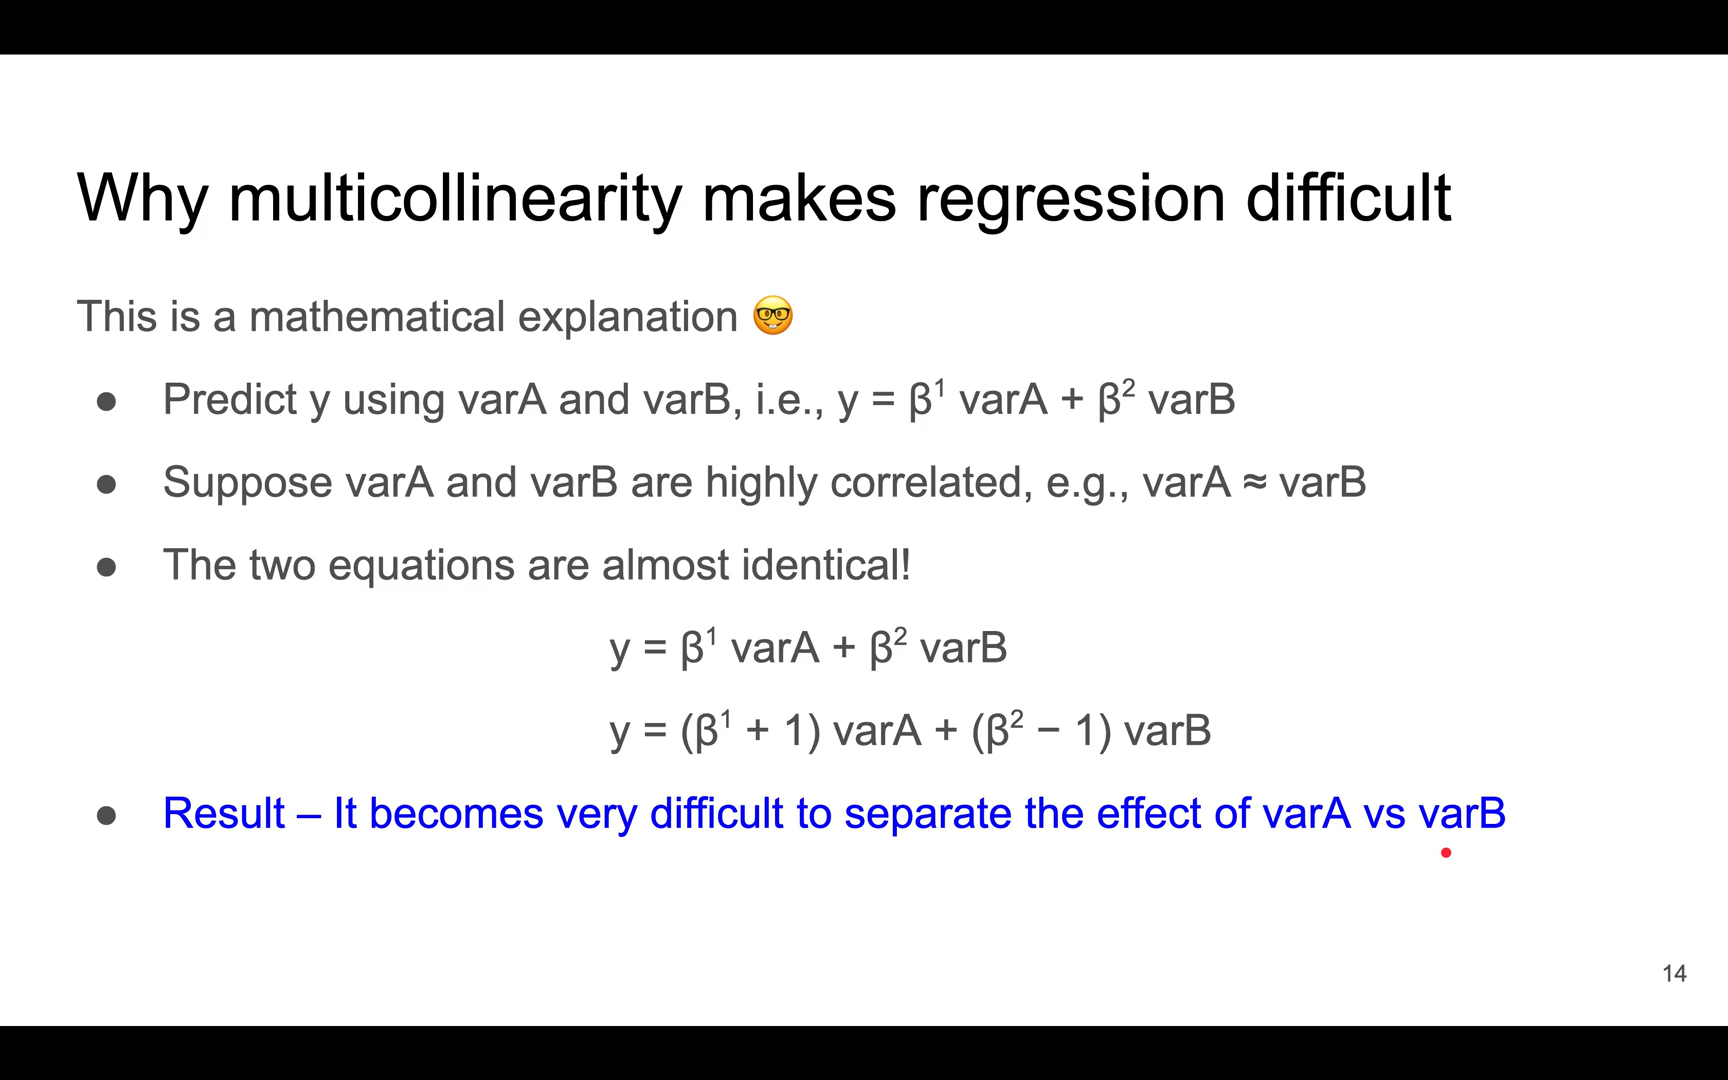 Why multicollinearity makes regression difficult
This is a mathematical explanation 🤓
● Predict y using varA and varB, i.e., y = β¹ varA + β² varB
● Suppose varA and varB are highly correlated, e.g., varA ≈ varB
● The two equations are almost identical!
y = β¹ varA + β² varB
y = (β¹ + 1) varA + (β² − 1) varB
● Result – It becomes very difficult to separate the effect of varA vs varB
14